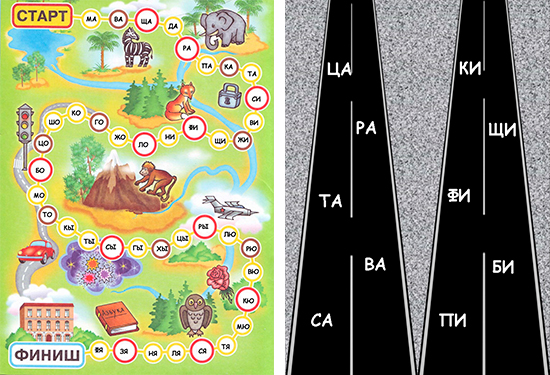 СТАРТ
МА
ВА
ЩА
ДА
РА
ПА
КА
ТА
СИ
ВИ
ЖИ
ЩИ
ФИ
НИ
ЛО
ЖО
ГО
КО
ШО
ЦО
БО
МО
ТО
КЫ
ТЫ
СЫ
ГЫ
ХЫ
ЦЫ
РЫ
ЛЮ
РЮ
ВЮ
КЮ
МЮ
ТЯ
СЯ
ЛЯ
НЯ
ЗЯ
Азбука
ФИНИШ
ЦА
РА
ТА
ВА
СА
КИ
ЩИ
ФИ
БИ
ПИ